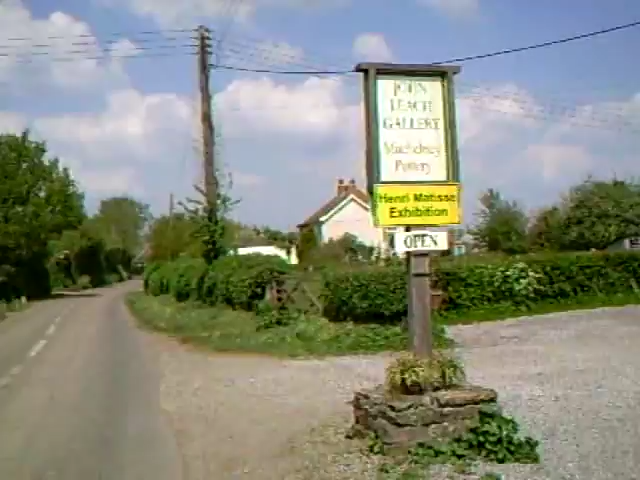 JOHN
LEACH
GALLERY
Muchelney
Pottery
Henri Matisse
Exhibition
OPEN